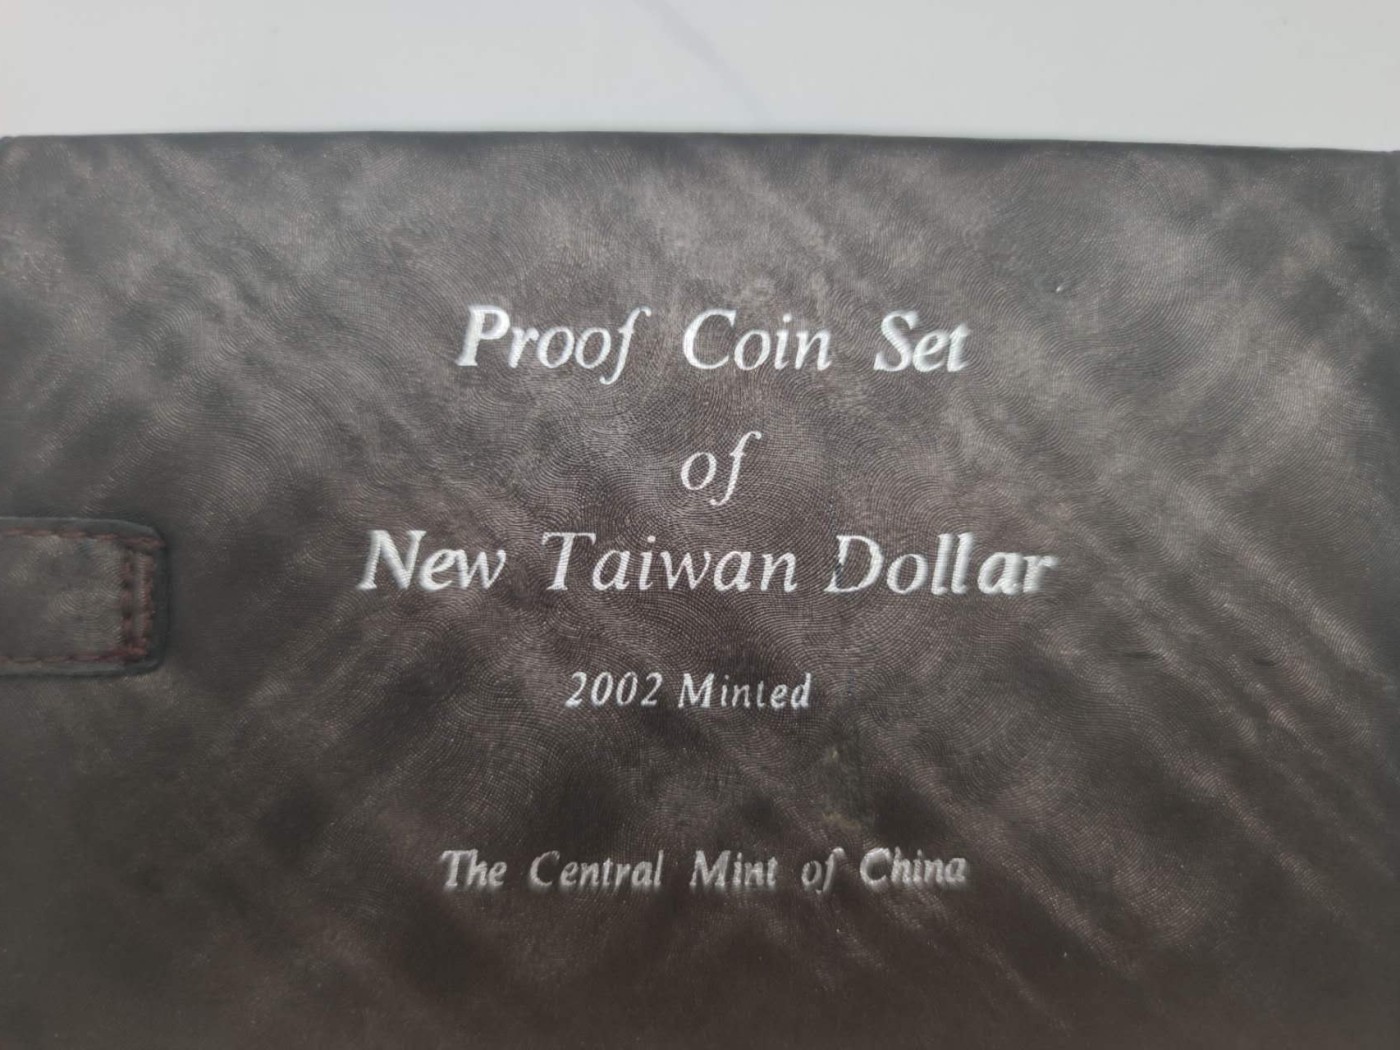 Proof Coin Set
of
New Taiwan Dollar
2002 Minted
The Central Mint of China